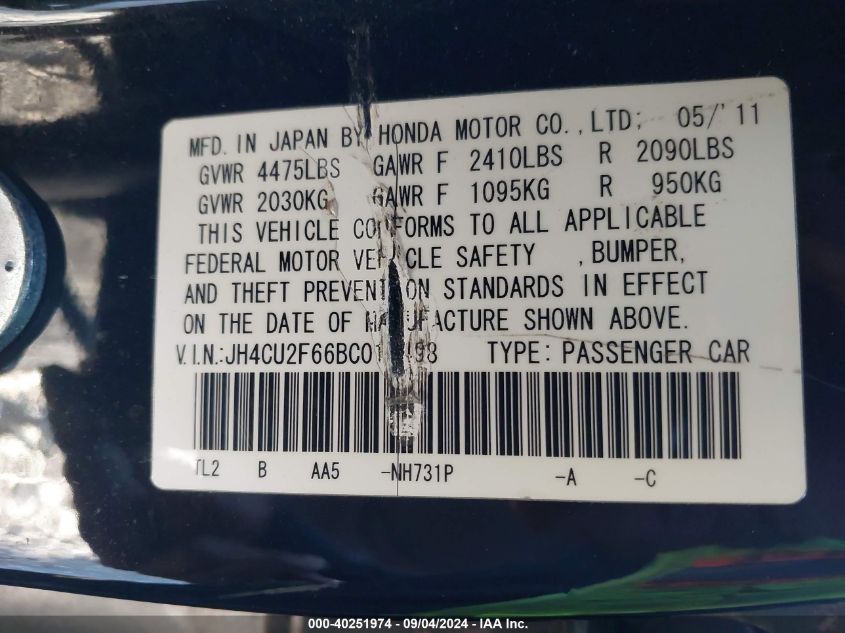 MFD. IN JAPAN BY HONDA MOTOR CO., LTD; 05/'11
GVWR 4475LBS GAWR F 2410LBS R 2090LBS
GVWR 2030KG GAWR F 1095KG R 950KG
THIS VEHICLE CONFORMS TO ALL APPLICABLE
FEDERAL MOTOR VEHICLE SAFETY , BUMPER,
AND THEFT PREVENTION STANDARDS IN EFFECT
ON THE DATE OF MANUFACTURE SHOWN ABOVE.
V.I.N.: TYPE: PASSENGER CAR
TL2 B AA5 -NH731P -A -C
000-40251974 - 09/04/2024 - IAA Inc.